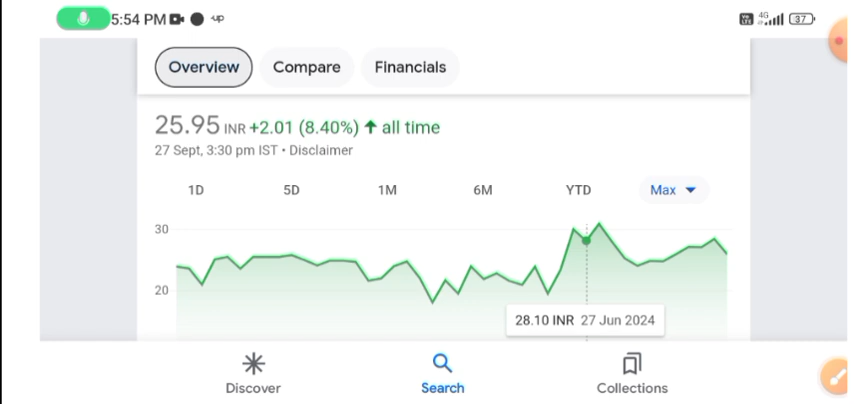 5:54 PM
4G 37
Overview Compare Financials
25.95 INR +2.01 (8.40%) ↑ all time
27 Sept, 3:30 pm IST • Disclaimer
1D 5D 1M 6M YTD Max
30
20
28.10 INR 27 Jun 2024
Discover Search Collections